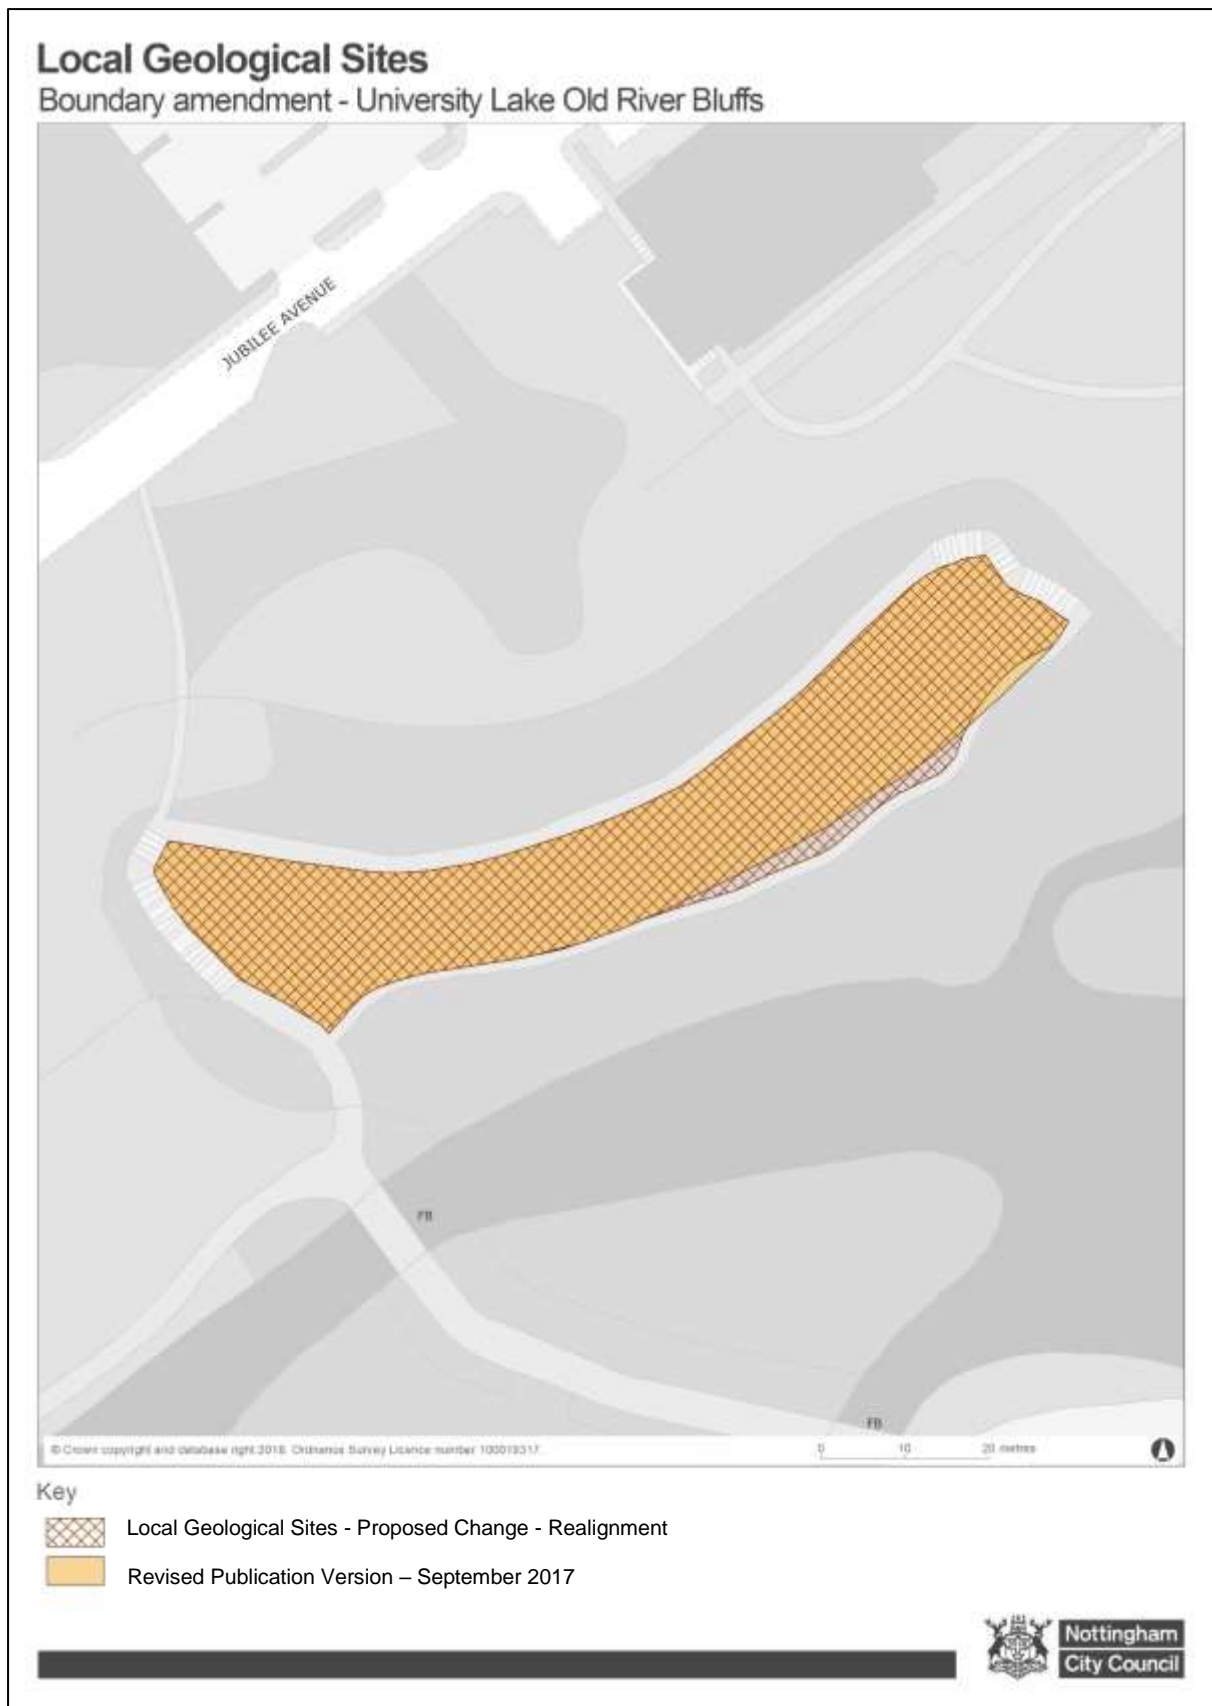 Local Geological Sites
Boundary amendment - University Lake Old River Bluffs
JUBILEE AVENUE
FB
FB
© Crown copyright and database right 2018. Ordnance Survey Licence number 100019317.
0 10 20 metres
Key
Local Geological Sites - Proposed Change - Realignment
Revised Publication Version – September 2017
Nottingham
City Council